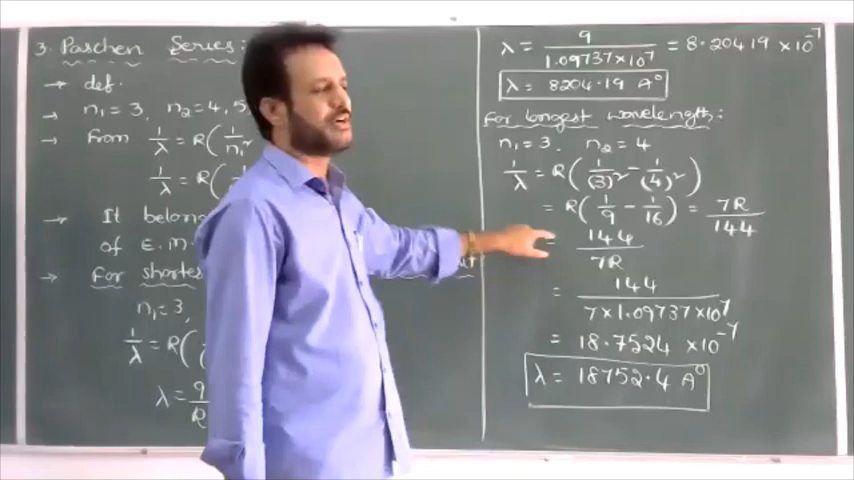 3. Paschen Series:
→ def.
→ n₁ = 3, n₂ = 4, 5
→ from 1/λ = R(1/n₁²
1/λ = R(
→ It belon
of E.M.
→ for shortes
n₁ = 3,
1/λ = R(
λ = 9/R
λ = 9/(1.09737×10⁷) = 8.20419 ×10⁻⁷
λ = 8204.19 A⁰
for longest wavelength:
n₁ = 3. n₂ = 4
1/λ = R(1/(3)² − 1/(4)²)
= R(1/9 − 1/16) = 7R/144
= 144/7R
= 144/(7×1.09737×10⁷)
= 18.7524 ×10⁻⁷
λ = 18752.4 A⁰